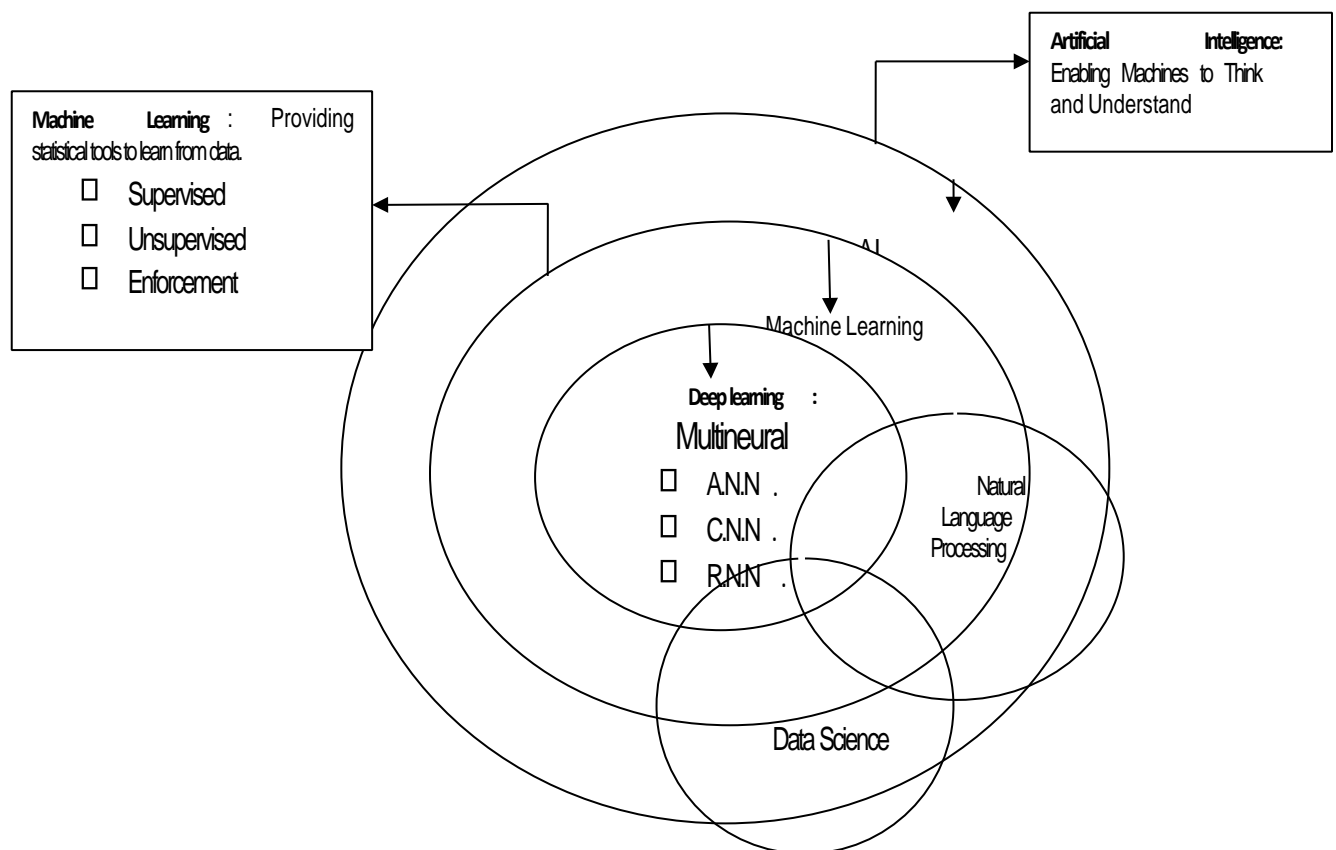 Artificial Intelligence:
Enabling Machines to Think
and Understand
Machine Learning : Providing
statistical tools to learn from data.
Supervised
Unsupervised
Enforcement
AI
Machine Learning
Deep learning :
Multineural
A.N.N .
C.N.N .
R.N.N .
Natural
Language
Processing
Data Science